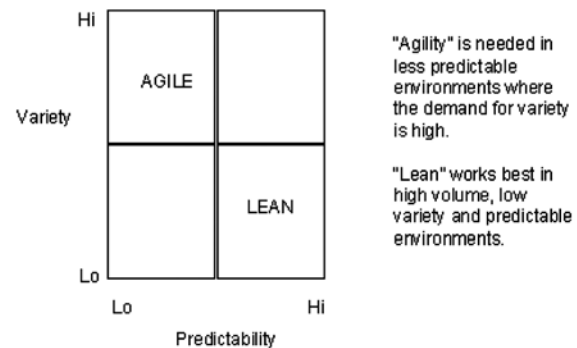 Hi
AGILE
Variety
LEAN
Lo
Lo
Hi
Predictability
"Agility" is needed in
less predictable
environments where
the demand for variety
is high.
"Lean" works best in
high volume, low
variety and predictable
environments.